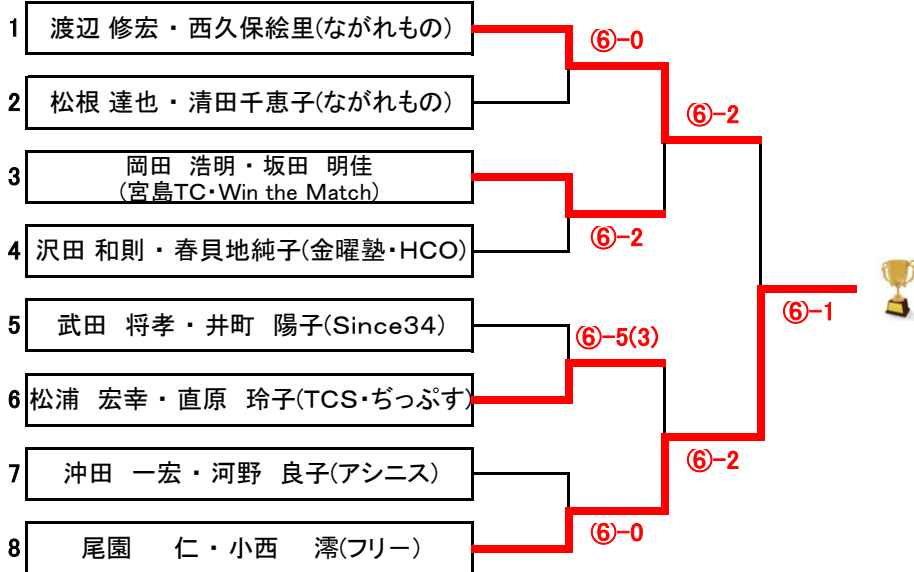 1 渡辺 修宏 ・ 西久保絵里(ながれもの)
⑥-0
2 松根 達也 ・ 清田千恵子(ながれもの)
⑥-2
3 岡田 浩明 ・ 坂田 明佳
(宮島TC・Win the Match)
⑥-2
4 沢田 和則 ・ 春貝地純子(金曜塾・HCO)
⑥-1
5 武田 将孝 ・ 井町 陽子(Since34)
⑥-5(3)
6 松浦 宏幸 ・ 直原 玲子(TCS・ぢっぷす)
⑥-2
7 沖田 一宏 ・ 河野 良子(アシニス)
⑥-0
8 尾園 仁 ・ 小西 澪(フリー)